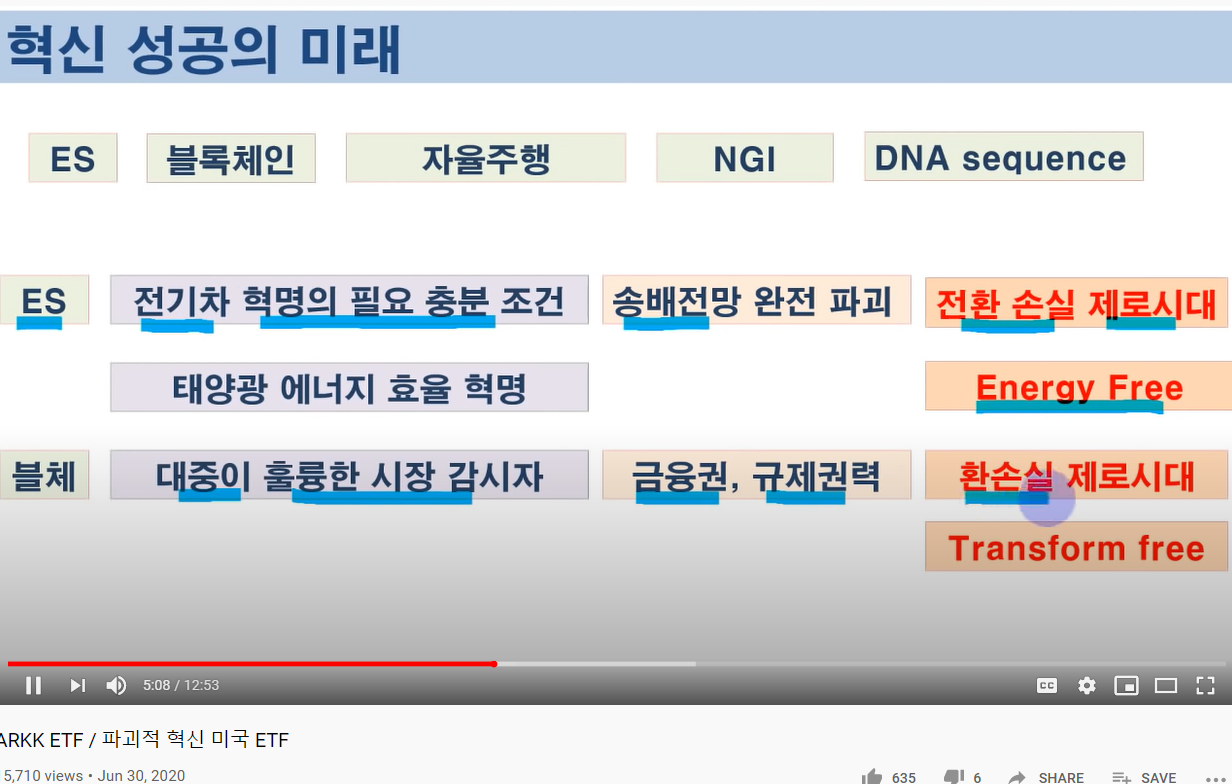 혁신 성공의 미래
ES 블록체인 자율주행 NGI DNA sequence
ES 전기차 혁명의 필요 충분 조건 송배전망 완전 파괴 전환 손실 제로시대
태양광 에너지 효율 혁명 Energy Free
블체 대중이 훌륭한 시장 감시자 금융권, 규제권력 환손실 제로시대
Transform free
5:08 / 12:53 CC
ARKK ETF / 파괴적 혁신 미국 ETF
5,710 views • Jun 30, 2020 635 6 SHARE SAVE